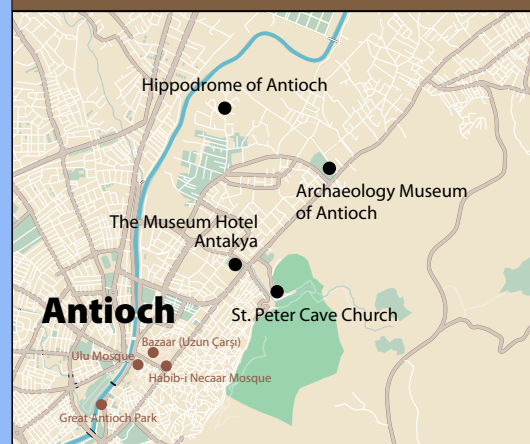 Hippodrome of Antioch
Archaeology Museum
of Antioch
The Museum Hotel
Antakya
St. Peter Cave Church
Antioch
Bazaar (Uzun Çarşı)
Ulu Mosque
Habib-i Necaar Mosque
Great Antioch Park